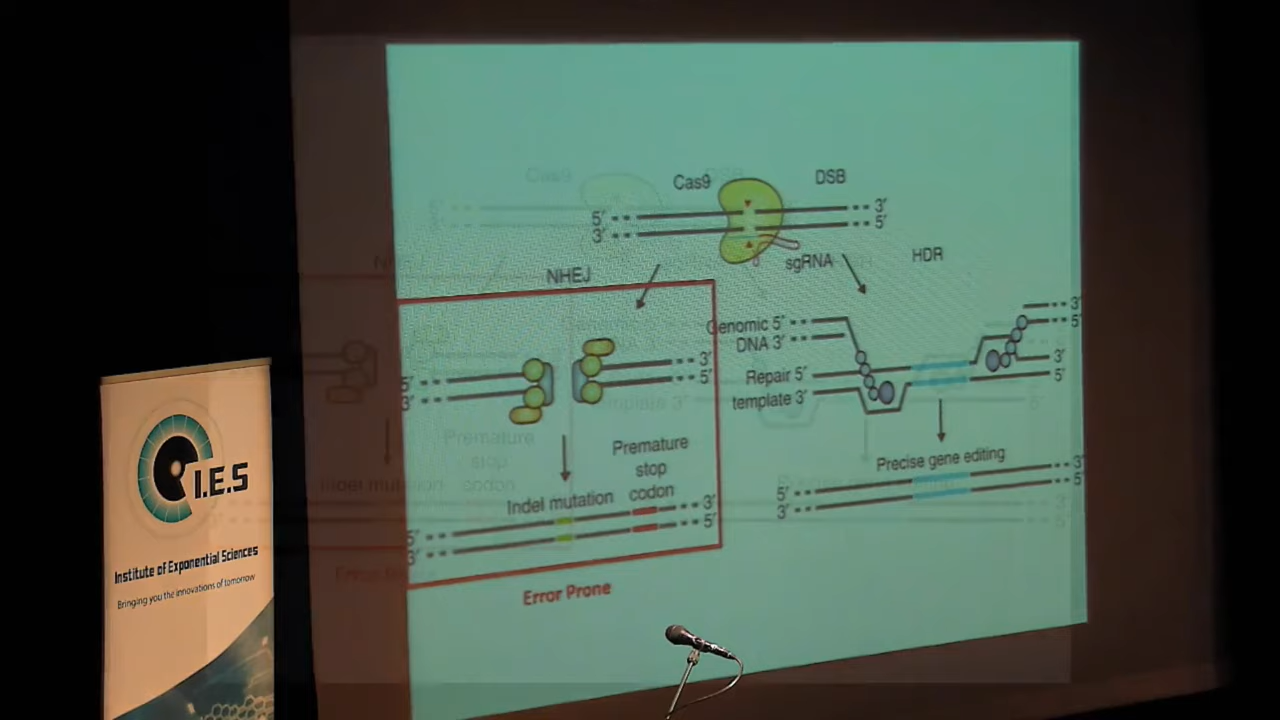 Cas9
DSB
5′
3′
3′
5′
sgRNA
NHEJ
HDR
5′
3′
3′
5′
Premature
stop
codon
Indel mutation
5′
3′
3′
5′
Error Prone
Genomic 5′
DNA 3′
Repair 5′
template 3′
3′
5′
3′
5′
Precise gene editing
5′
3′
3′
5′
I.E.S
Institute of Exponential Sciences
Bringing you the innovations of tomorrow